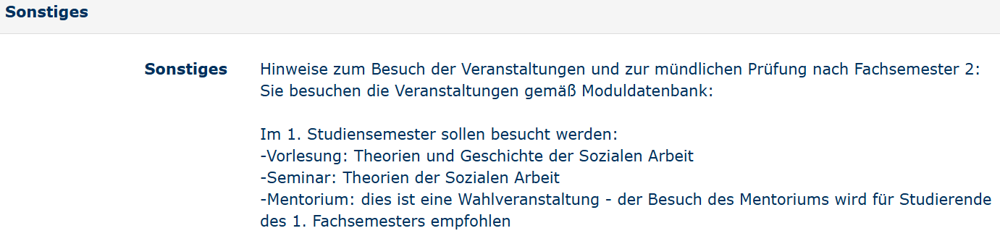 Sonstiges
Sonstiges
Hinweise zum Besuch der Veranstaltungen und zur mündlichen Prüfung nach Fachsemester 2:
Sie besuchen die Veranstaltungen gemäß Moduldatenbank:
Im 1. Studiensemester sollen besucht werden:
-Vorlesung: Theorien und Geschichte der Sozialen Arbeit
-Seminar: Theorien der Sozialen Arbeit
-Mentorium: dies ist eine Wahlveranstaltung - der Besuch des Mentoriums wird für Studierende
des 1. Fachsemesters empfohlen